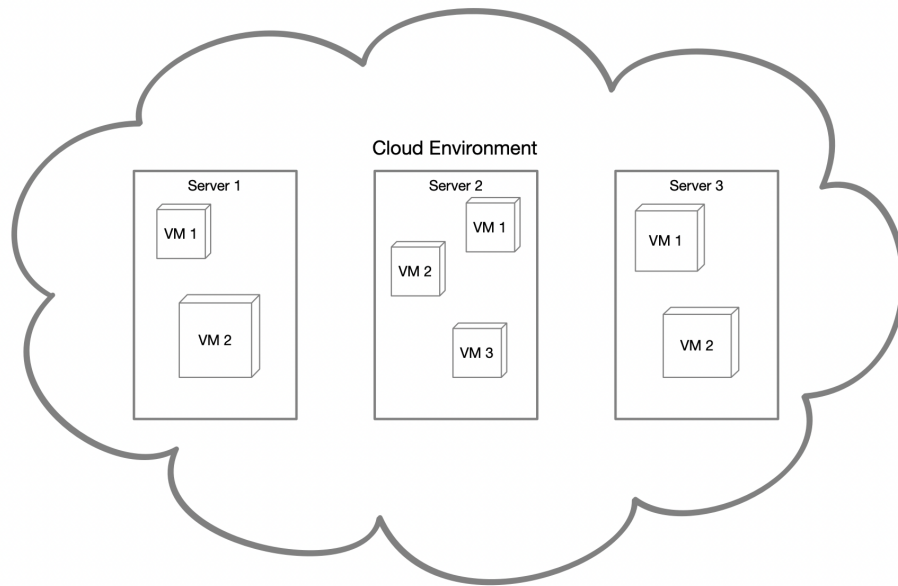 Cloud Environment
Server 1
VM 1
VM 2
Server 2
VM 1
VM 2
VM 3
Server 3
VM 1
VM 2